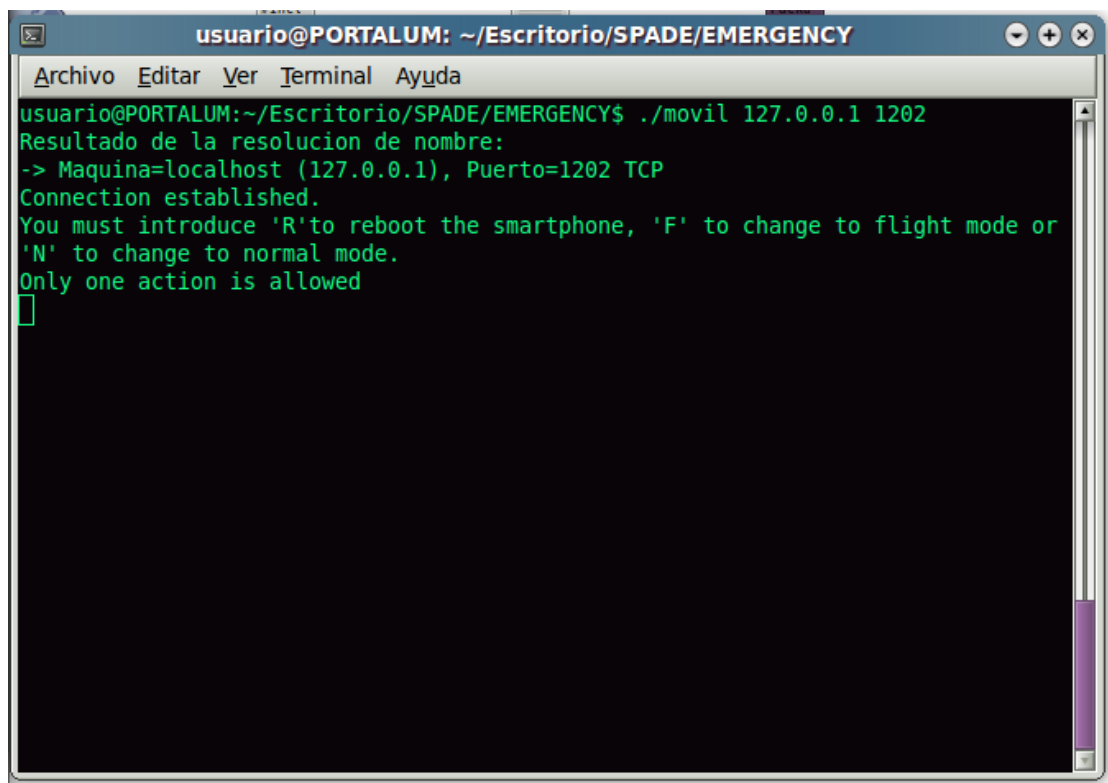 usuario@PORTALUM: ~/Escritorio/SPADE/EMERGENCY
Archivo Editar Ver Terminal Ayuda
usuario@PORTALUM:~/Escritorio/SPADE/EMERGENCY$ ./movil 127.0.0.1 1202
Resultado de la resolucion de nombre:
-> Maquina=localhost (127.0.0.1), Puerto=1202 TCP
Connection established.
You must introduce 'R'to reboot the smartphone, 'F' to change to flight mode or
'N' to change to normal mode.
Only one action is allowed